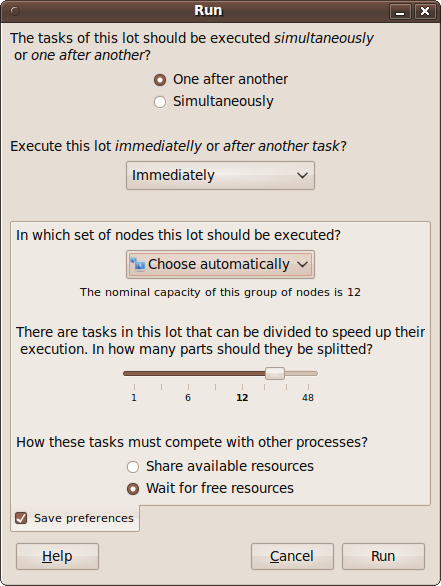 Run
The tasks of this lot should be executed simultaneously
or one after another?
One after another
Simultaneously
Execute this lot immediatelly or after another task?
Immediately
In which set of nodes this lot should be executed?
Choose automatically
The nominal capacity of this group of nodes is 12
There are tasks in this lot that can be divided to speed up their
execution. In how many parts should they be splitted?
1 6 12 48
How these tasks must compete with other processes?
Share available resources
Wait for free resources
Save preferences
Help Cancel Run